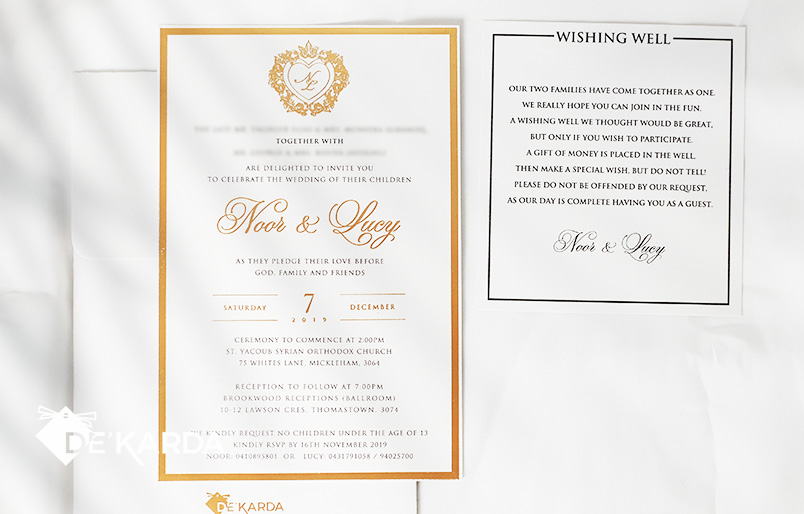 NL
TOGETHER WITH
ARE DELIGHTED TO INVITE YOU
TO CELEBRATE THE WEDDING OF THEIR CHILDREN
Noor & Lucy
AS THEY PLEDGE THEIR LOVE BEFORE
GOD, FAMILY AND FRIENDS
SATURDAY 7 DECEMBER
2019
CEREMONY TO COMMENCE AT 2:00PM
ST. YACOUB SYRIAN ORTHODOX CHURCH
75 WHITES LANE, MICKLEHAM, 3064
RECEPTION TO FOLLOW AT 7:00PM
BROOKWOOD RECEPTIONS (BALLROOM)
10-12 LAWSON CRES, THOMASTOWN, 3074
WE KINDLY REQUEST NO CHILDREN UNDER THE AGE OF 13
KINDLY RSVP BY 16TH NOVEMBER 2019
NOOR: 0410895801 OR LUCY: 0431791058 / 94025700
WISHING WELL
OUR TWO FAMILIES HAVE COME TOGETHER AS ONE.
WE REALLY HOPE YOU CAN JOIN IN THE FUN.
A WISHING WELL WE THOUGHT WOULD BE GREAT,
BUT ONLY IF YOU WISH TO PARTICIPATE.
A GIFT OF MONEY IS PLACED IN THE WELL,
THEN MAKE A SPECIAL WISH, BUT DO NOT TELL!
PLEASE DO NOT BE OFFENDED BY OUR REQUEST,
AS OUR DAY IS COMPLETE HAVING YOU AS A GUEST.
Noor & Lucy
DE'KARDA
DE'KARDA